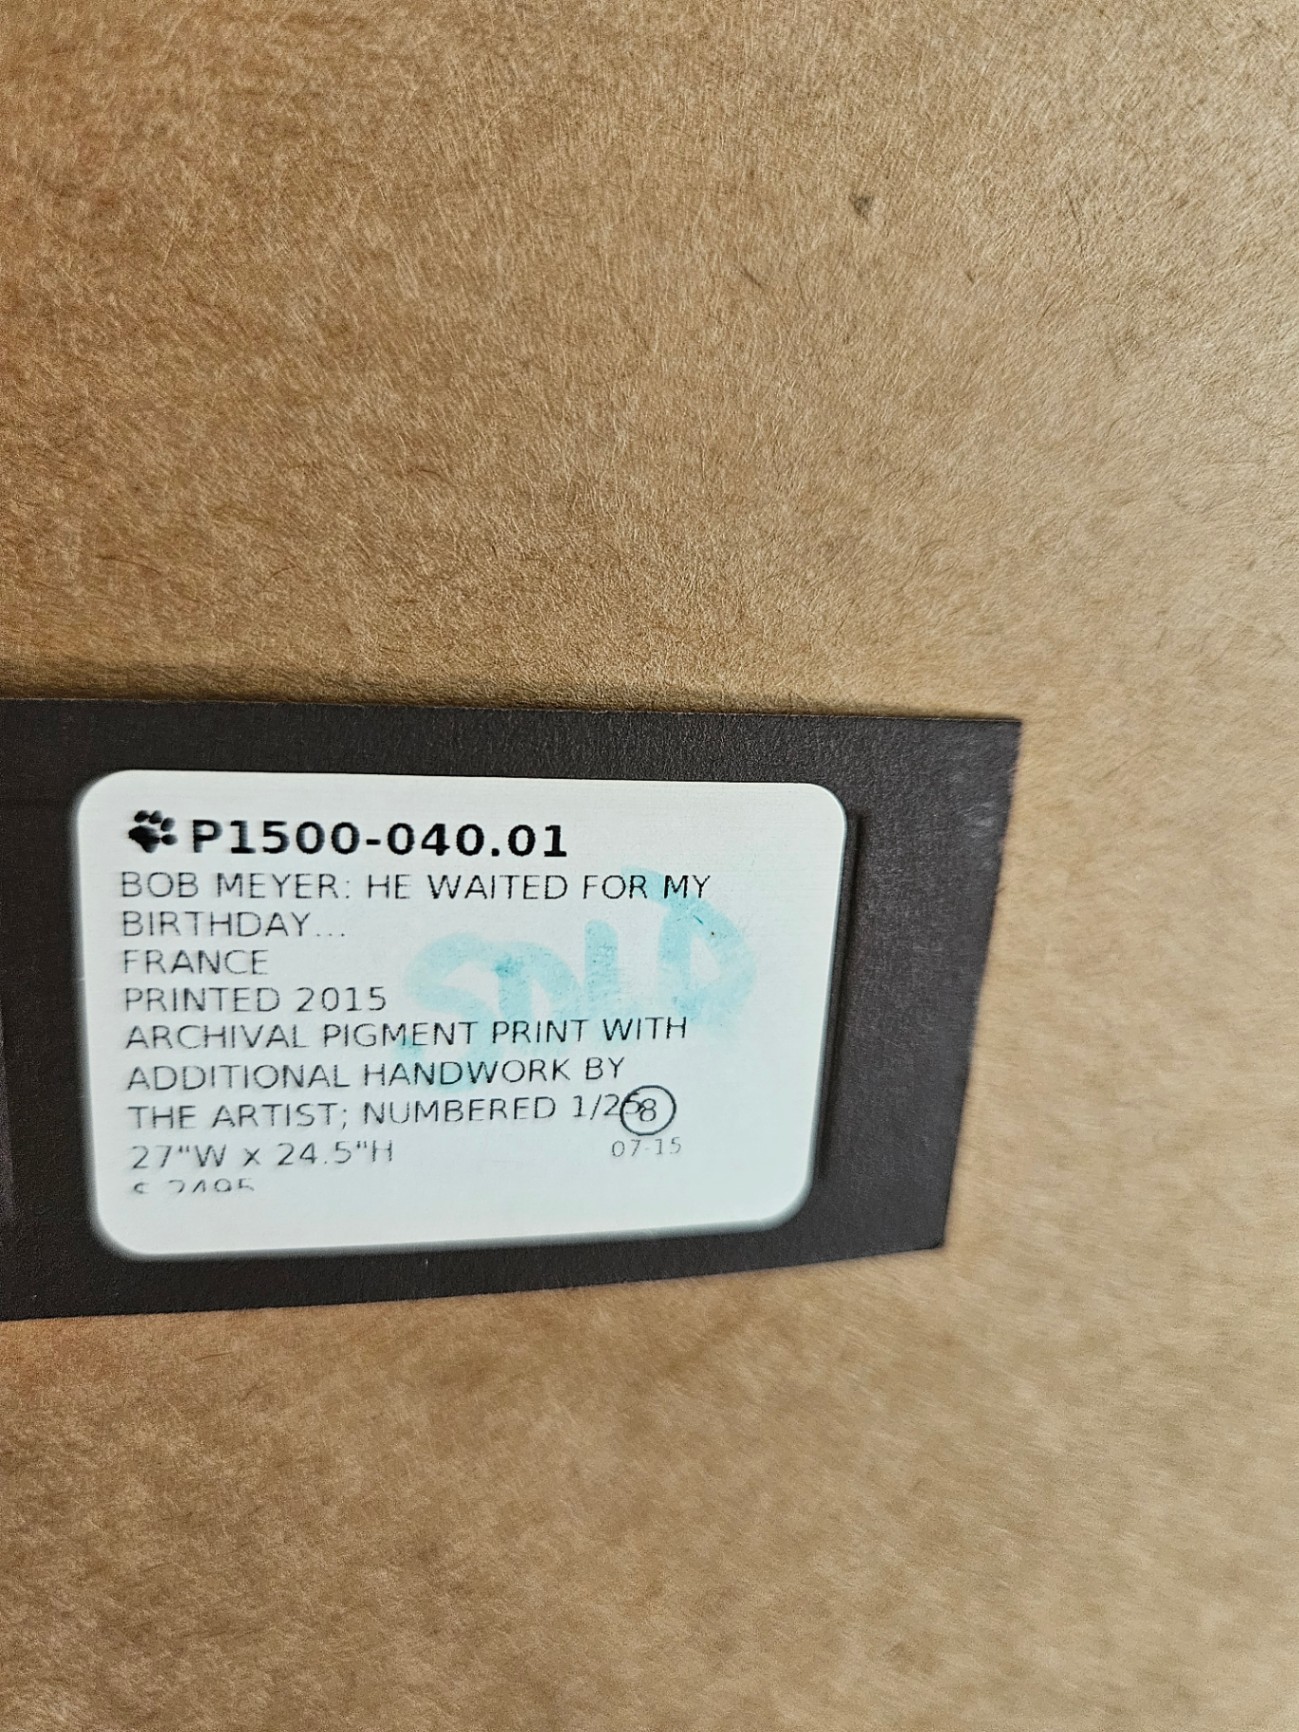 P1500-040.01
BOB MEYER: HE WAITED FOR MY
BIRTHDAY...
FRANCE
PRINTED 2015
SOLD
ARCHIVAL PIGMENT PRINT WITH
ADDITIONAL HANDWORK BY
THE ARTIST; NUMBERED 1/25 8
27"W x 24.5"H 07-15
$ 2495